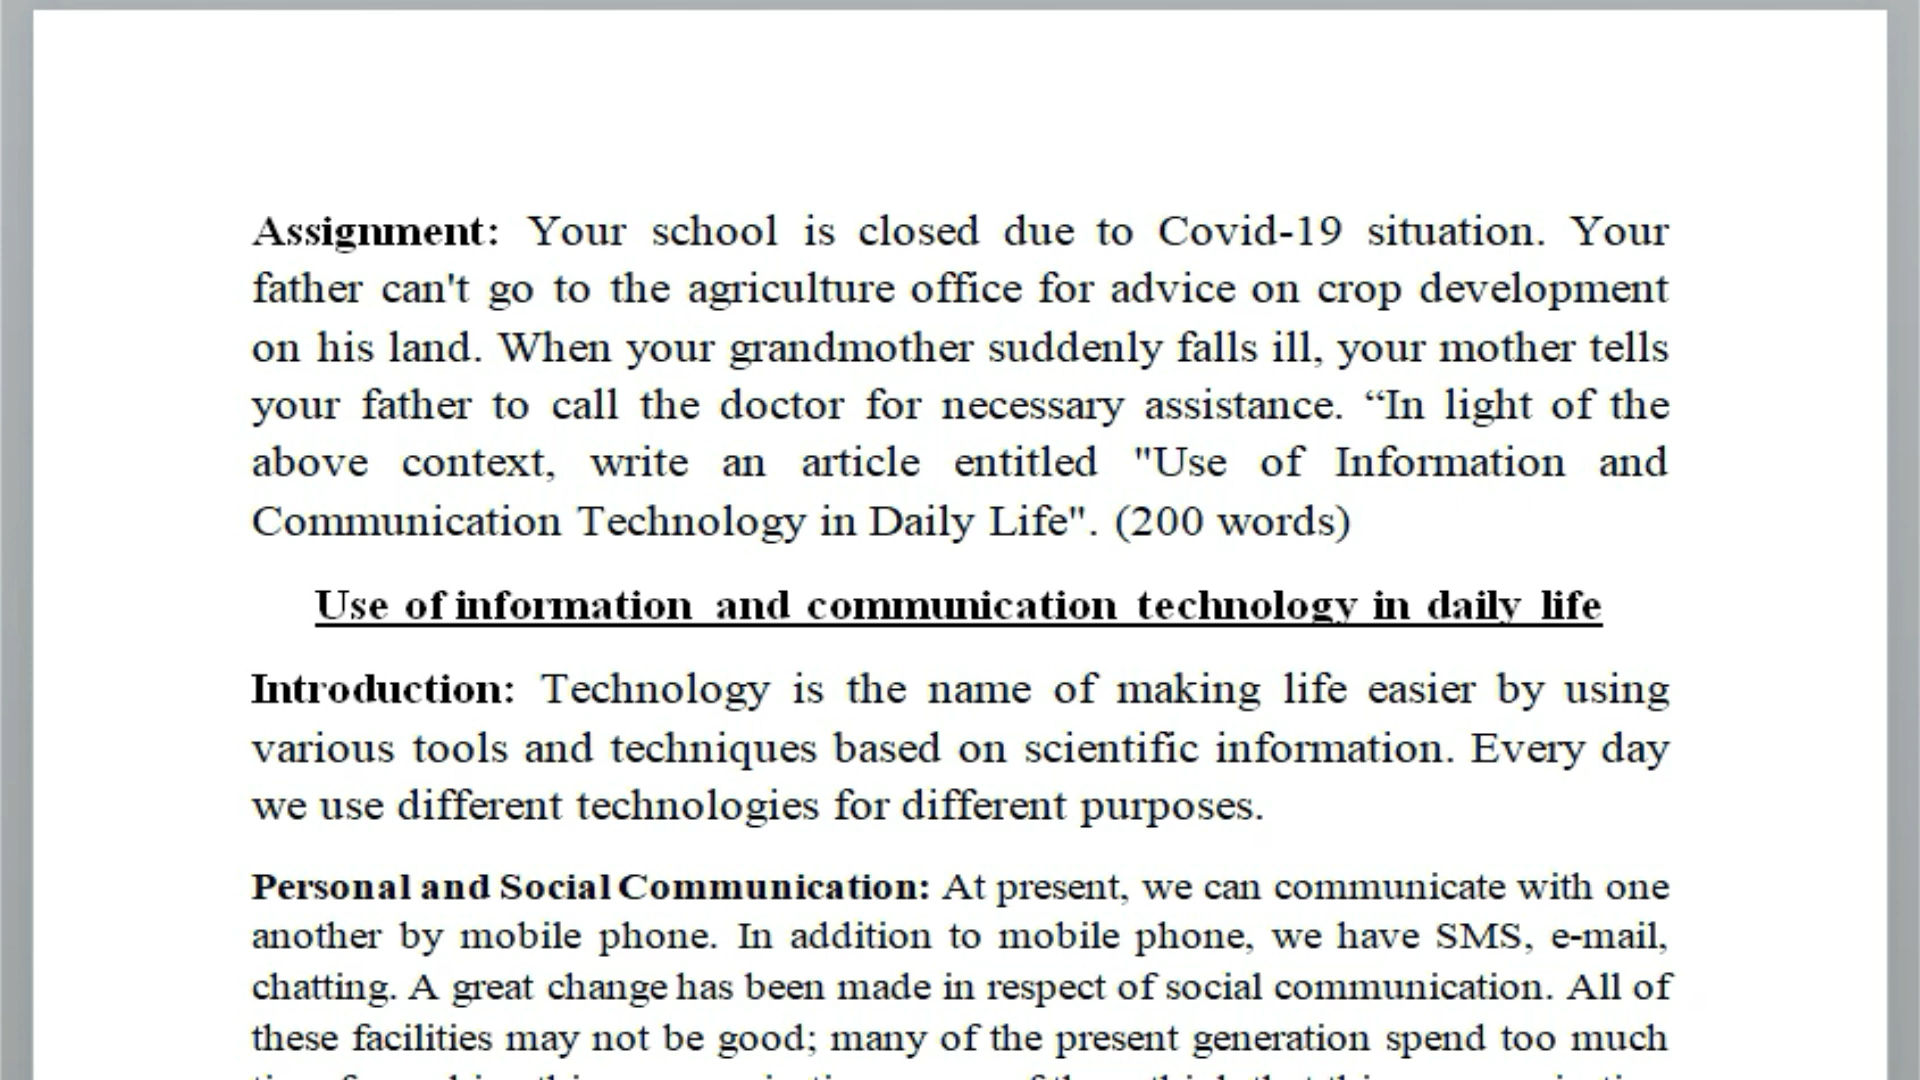 Assignment: Your school is closed due to Covid-19 situation. Your
father can't go to the agriculture office for advice on crop development
on his land. When your grandmother suddenly falls ill, your mother tells
your father to call the doctor for necessary assistance. “In light of the
above context, write an article entitled "Use of Information and
Communication Technology in Daily Life". (200 words)
Use of information and communication technology in daily life
Introduction: Technology is the name of making life easier by using
various tools and techniques based on scientific information. Every day
we use different technologies for different purposes.
Personal and Social Communication: At present, we can communicate with one
another by mobile phone. In addition to mobile phone, we have SMS, e-mail,
chatting. A great change has been made in respect of social communication. All of
these facilities may not be good; many of the present generation spend too much